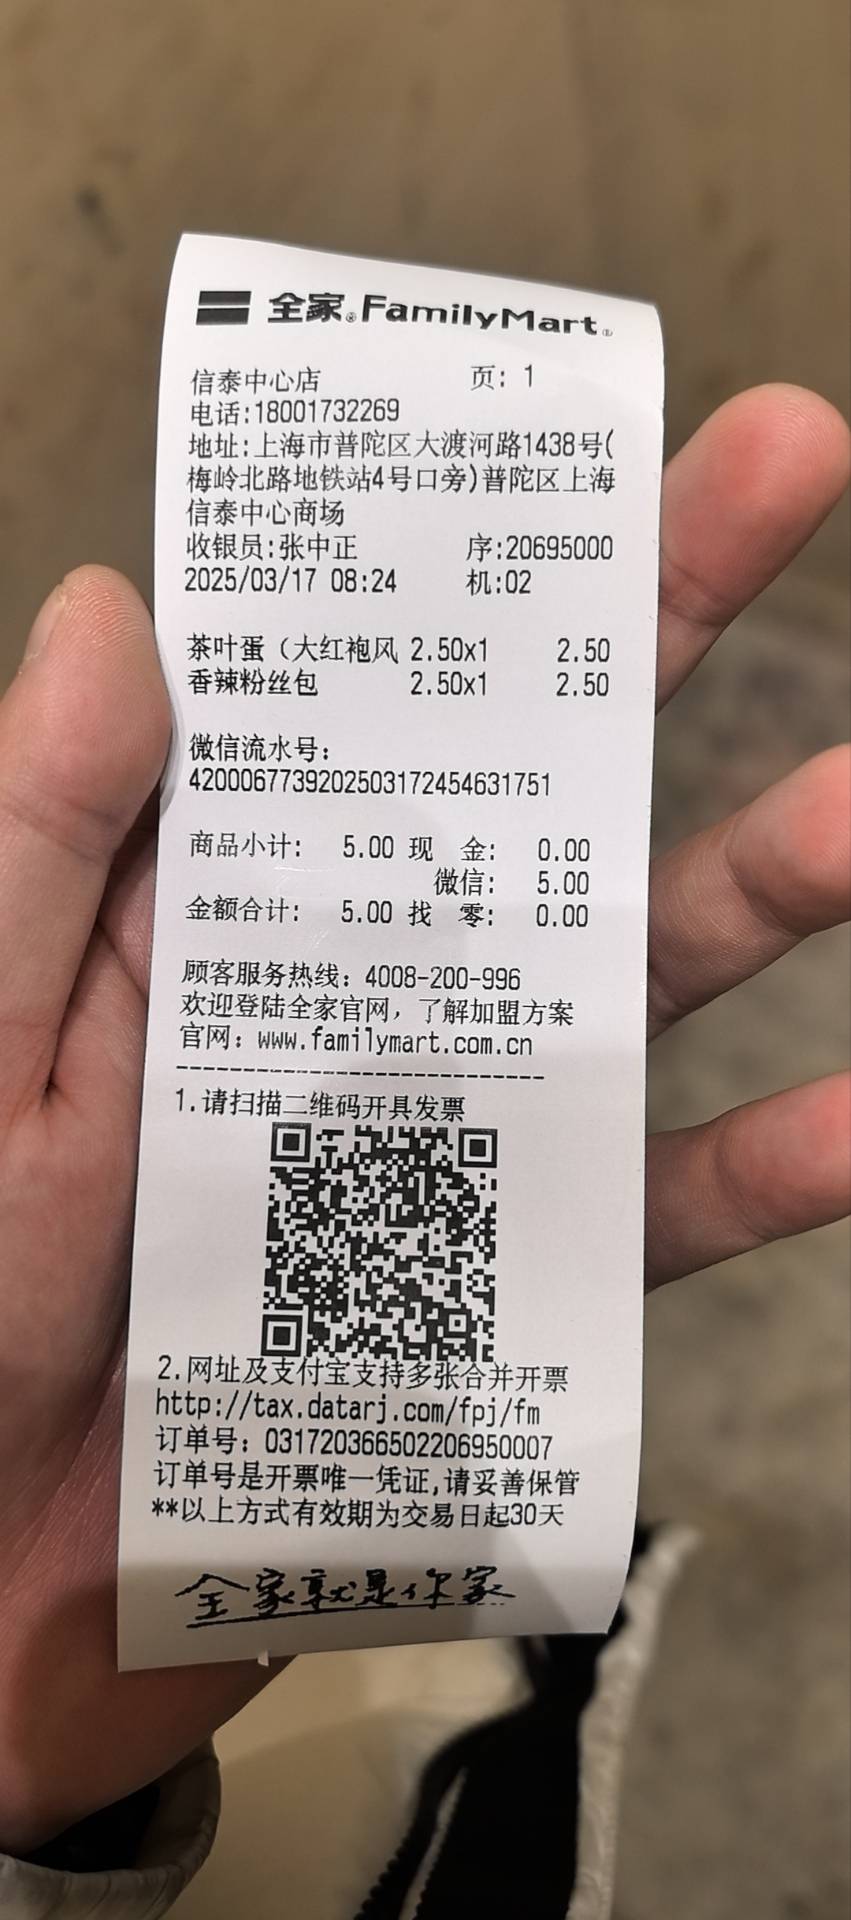 全家®FamilyMart®
信泰中心店 页: 1
电话:18001732269
地址:上海市普陀区大渡河路1438号(
梅岭北路地铁站4号口旁)普陀区上海
信泰中心商场
收银员:张中正 序:20695000
2025/03/17 08:24 机:02
茶叶蛋（大红袍风 2.50x1 2.50
香辣粉丝包 2.50x1 2.50
微信流水号:
4200067739202503172454631751
商品小计: 5.00 现 金: 0.00
微信: 5.00
金额合计: 5.00 找 零: 0.00
顾客服务热线: 4008-200-996
欢迎登陆全家官网，了解加盟方案
官网: www.familymart.com.cn
----------------------------
1.请扫描二维码开具发票
2.网址及支付宝支持多张合并开票
http://tax.datarj.com/fpj/fm
订单号: 031720366502206950007
订单号是开票唯一凭证,请妥善保管
**以上方式有效期为交易日起30天
全家就是你家